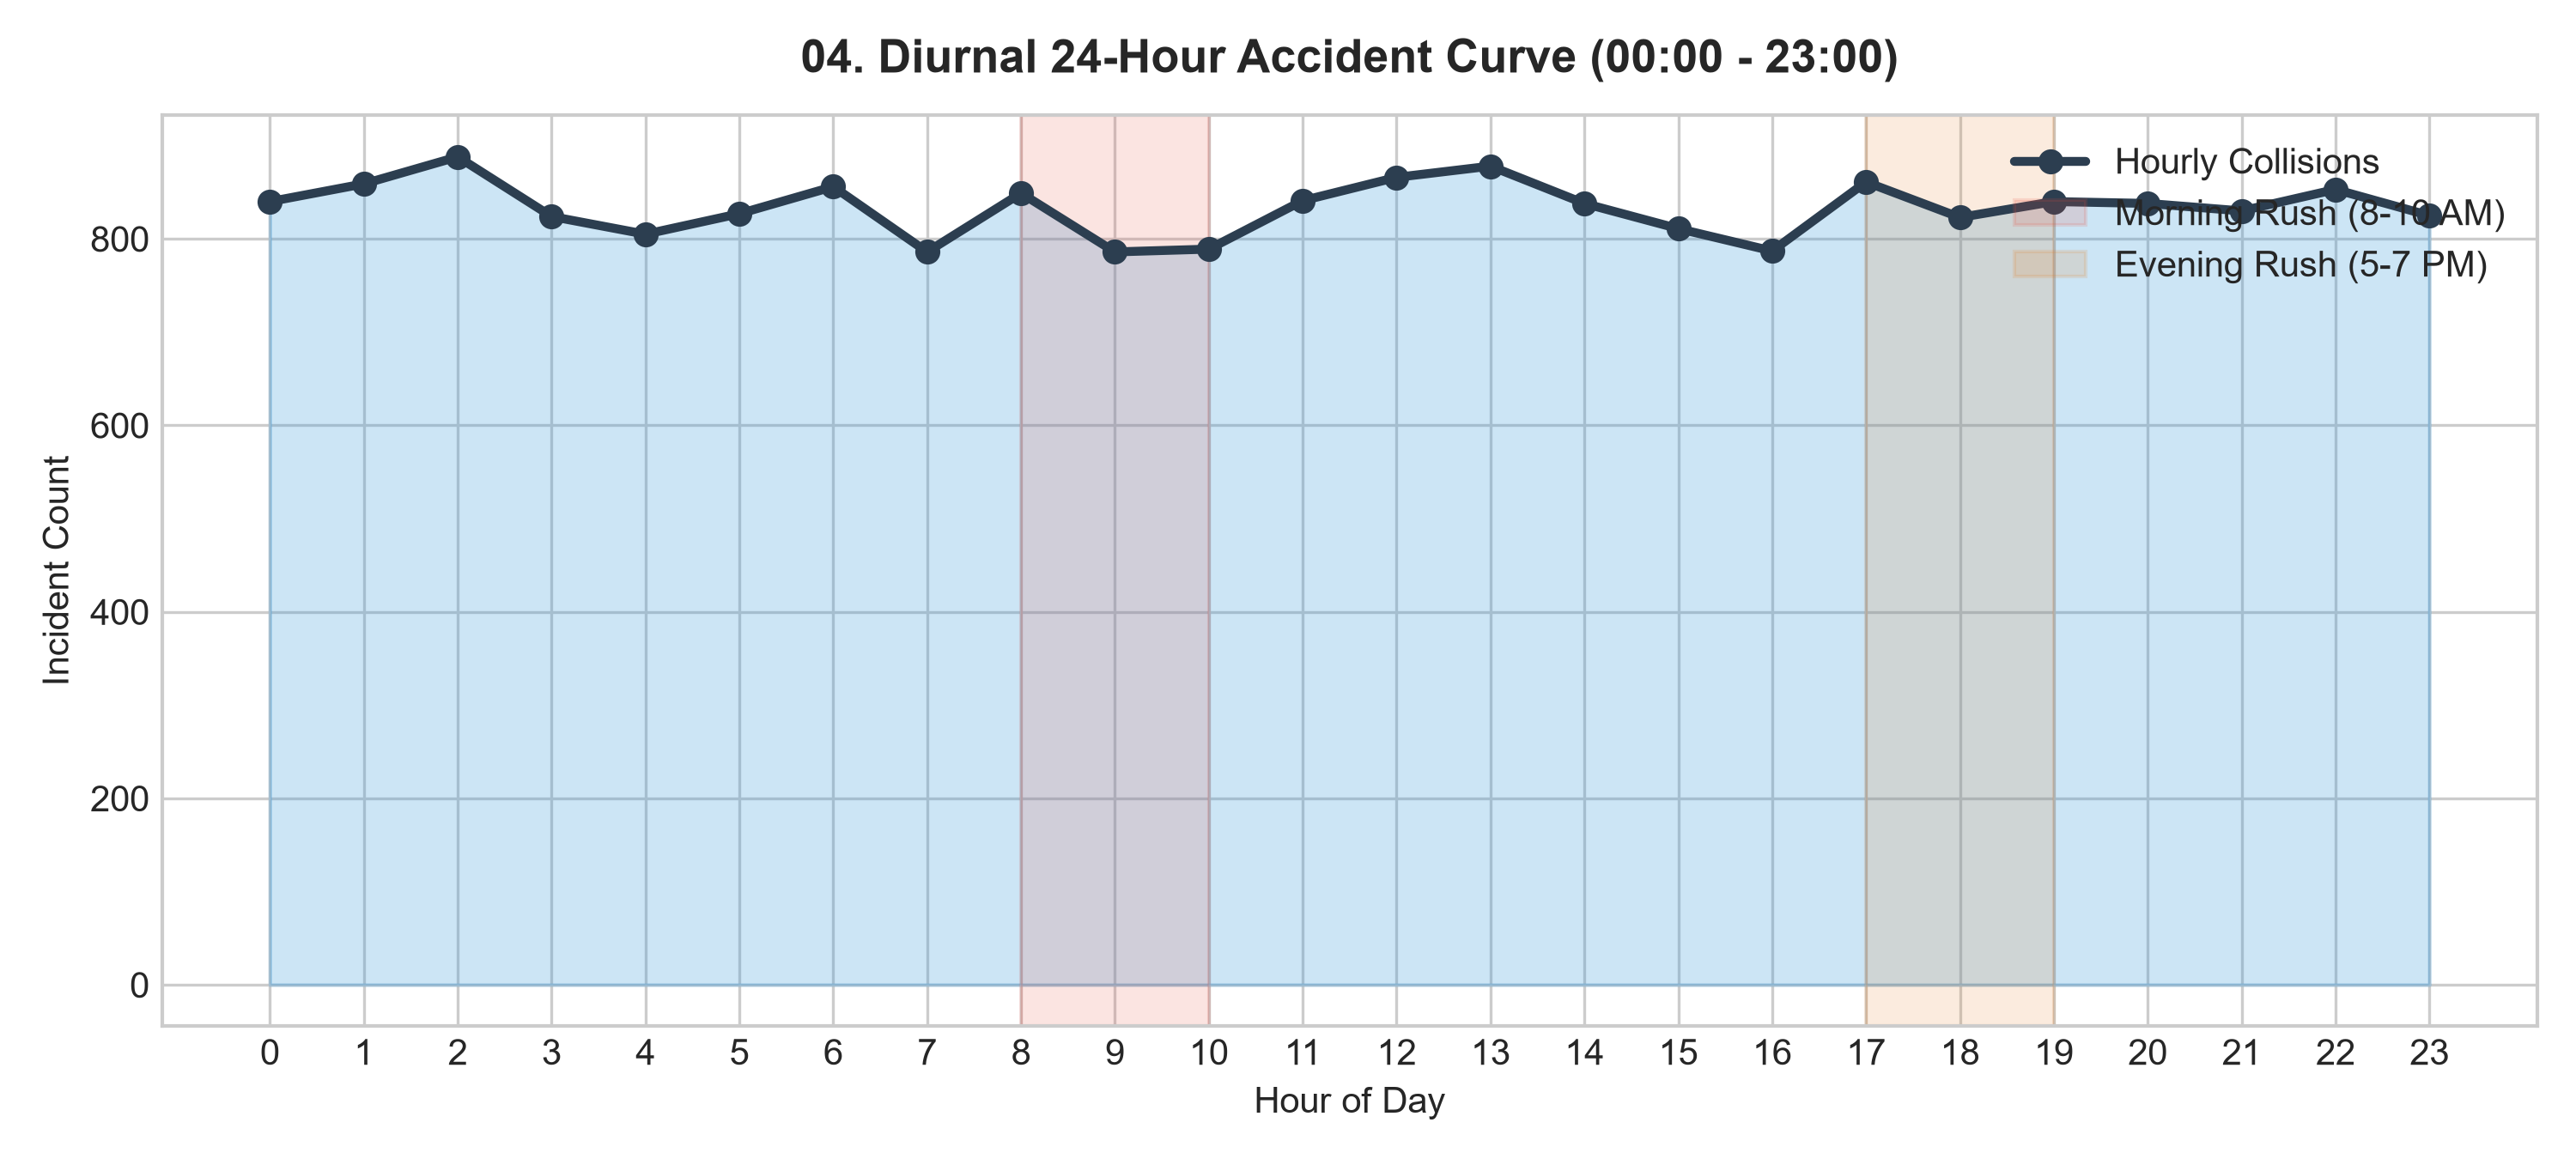 04. Diurnal 24-Hour Accident Curve (00:00 - 23:00)
Hourly Collisions
Morning Rush (8-10 AM)
Evening Rush (5-7 PM)
800
600
400
200
0
Incident Count
0 1 2 3 4 5 6 7 8 9 10 11 12 13 14 15 16 17 18 19 20 21 22 23
Hour of Day